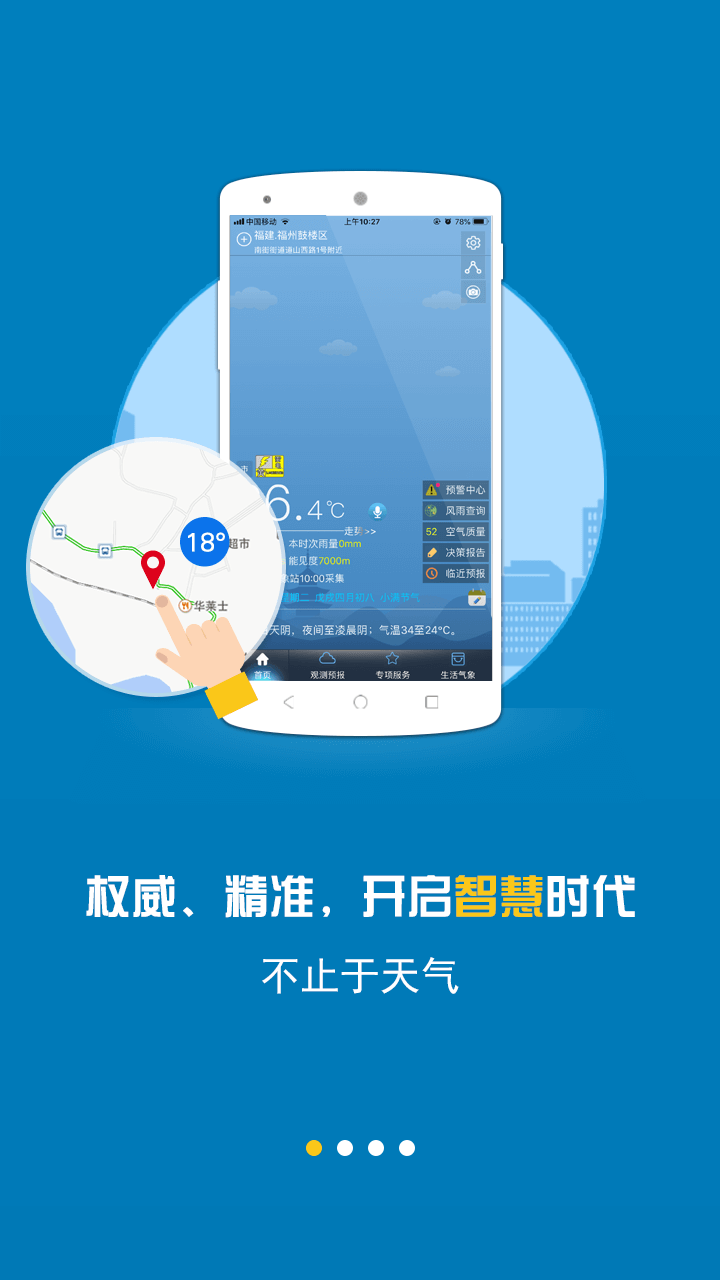 中国移动 上午10:27 78%
福建.福州鼓楼区
南街街道道山西路1号附近
市
6.4℃
走势>>
本时次雨量0mm
能见度7000m
站10:00采集
期二 戊戌四月初八 小满节气
天阴，夜间至凌晨阴；气温34至24°C。
预警中心
风雨查询
52 空气质量
决策报告
临近预报
首页 观测预报 专项服务 生活气象
18°
超市
华莱士
权威、精准，开启智慧时代
不止于天气